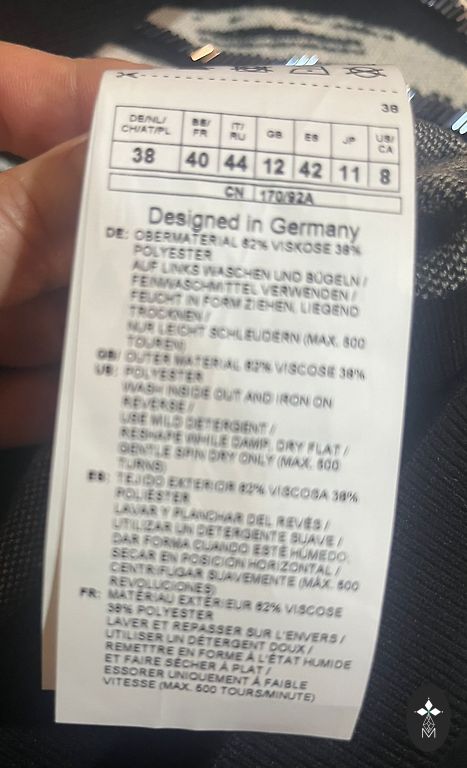 38
DE/NL/ CH/AT/PL BE/ FR IT/ RU GB ES JP US/ CA
38 40 44 12 42 11 8
CN 170/92A
Designed in Germany
DE: OBERMATERIAL 62% VISKOSE 38%
POLYESTER
AUF LINKS WASCHEN UND BÜGELN /
FEINWASCHMITTEL VERWENDEN /
FEUCHT IN FORM ZIEHEN, LIEGEND
TROCKNEN /
NUR LEICHT SCHLEUDERN (MAX. 500
TOUREN)
GB/ OUTER MATERIAL 62% VISCOSE 38%
US: POLYESTER
WASH INSIDE OUT AND IRON ON
REVERSE /
USE MILD DETERGENT /
RESHAPE WHILE DAMP, DRY FLAT /
GENTLE SPIN DRY ONLY (MAX. 500
TURNS)
ES: TEJIDO EXTERIOR 62% VISCOSA 38%
POLIÉSTER
LAVAR Y PLANCHAR DEL REVÉS /
UTILIZAR UN DETERGENTE SUAVE /
DAR FORMA CUANDO ESTÉ HÚMEDO,
SECAR EN POSICIÓN HORIZONTAL /
CENTRIFUGAR SUAVEMENTE (MÁX. 500
REVOLUCIONES)
FR: MATÉRIAU EXTÉRIEUR 62% VISCOSE
38% POLYESTER
LAVER ET REPASSER SUR L'ENVERS /
UTILISER UN DÉTERGENT DOUX /
REMETTRE EN FORME À L'ÉTAT HUMIDE
ET FAIRE SÉCHER À PLAT /
ESSORER UNIQUEMENT À FAIBLE
VITESSE (MAX. 500 TOURS/MINUTE)
M